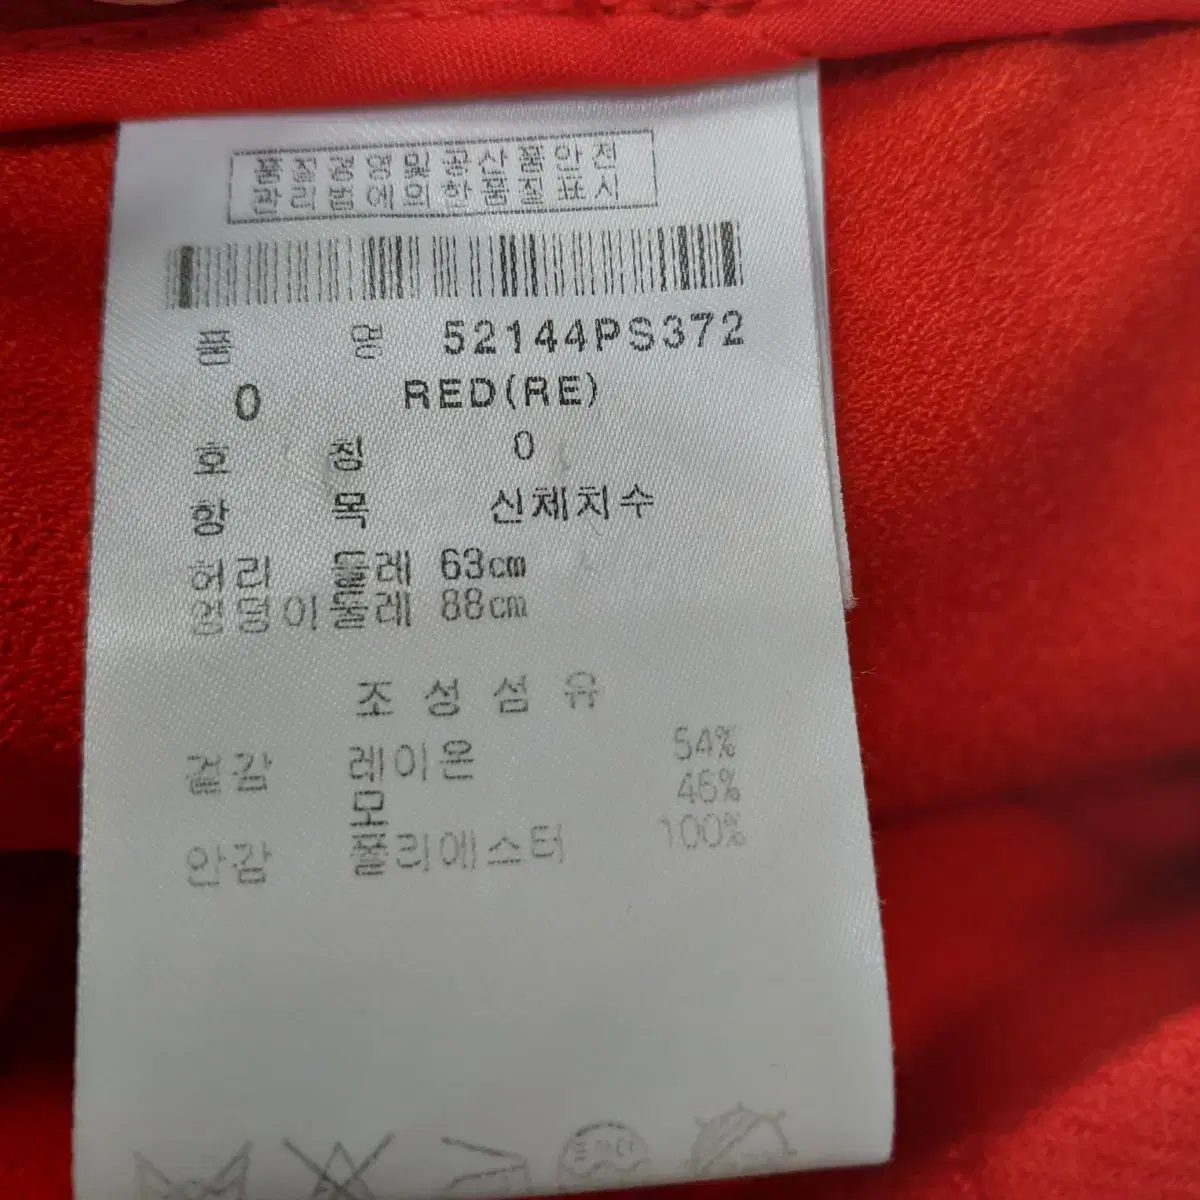 품질경영및공산품안전
관리법에의한품질표시
품 명 52144PS372
0 RED(RE)
호 칭 0
항 목 신체치수
허리 둘레 63cm
엉덩이둘레 88cm
조성섬유
겉감 레이온 54%
모 46%
안감 폴리에스터 100%
드라이